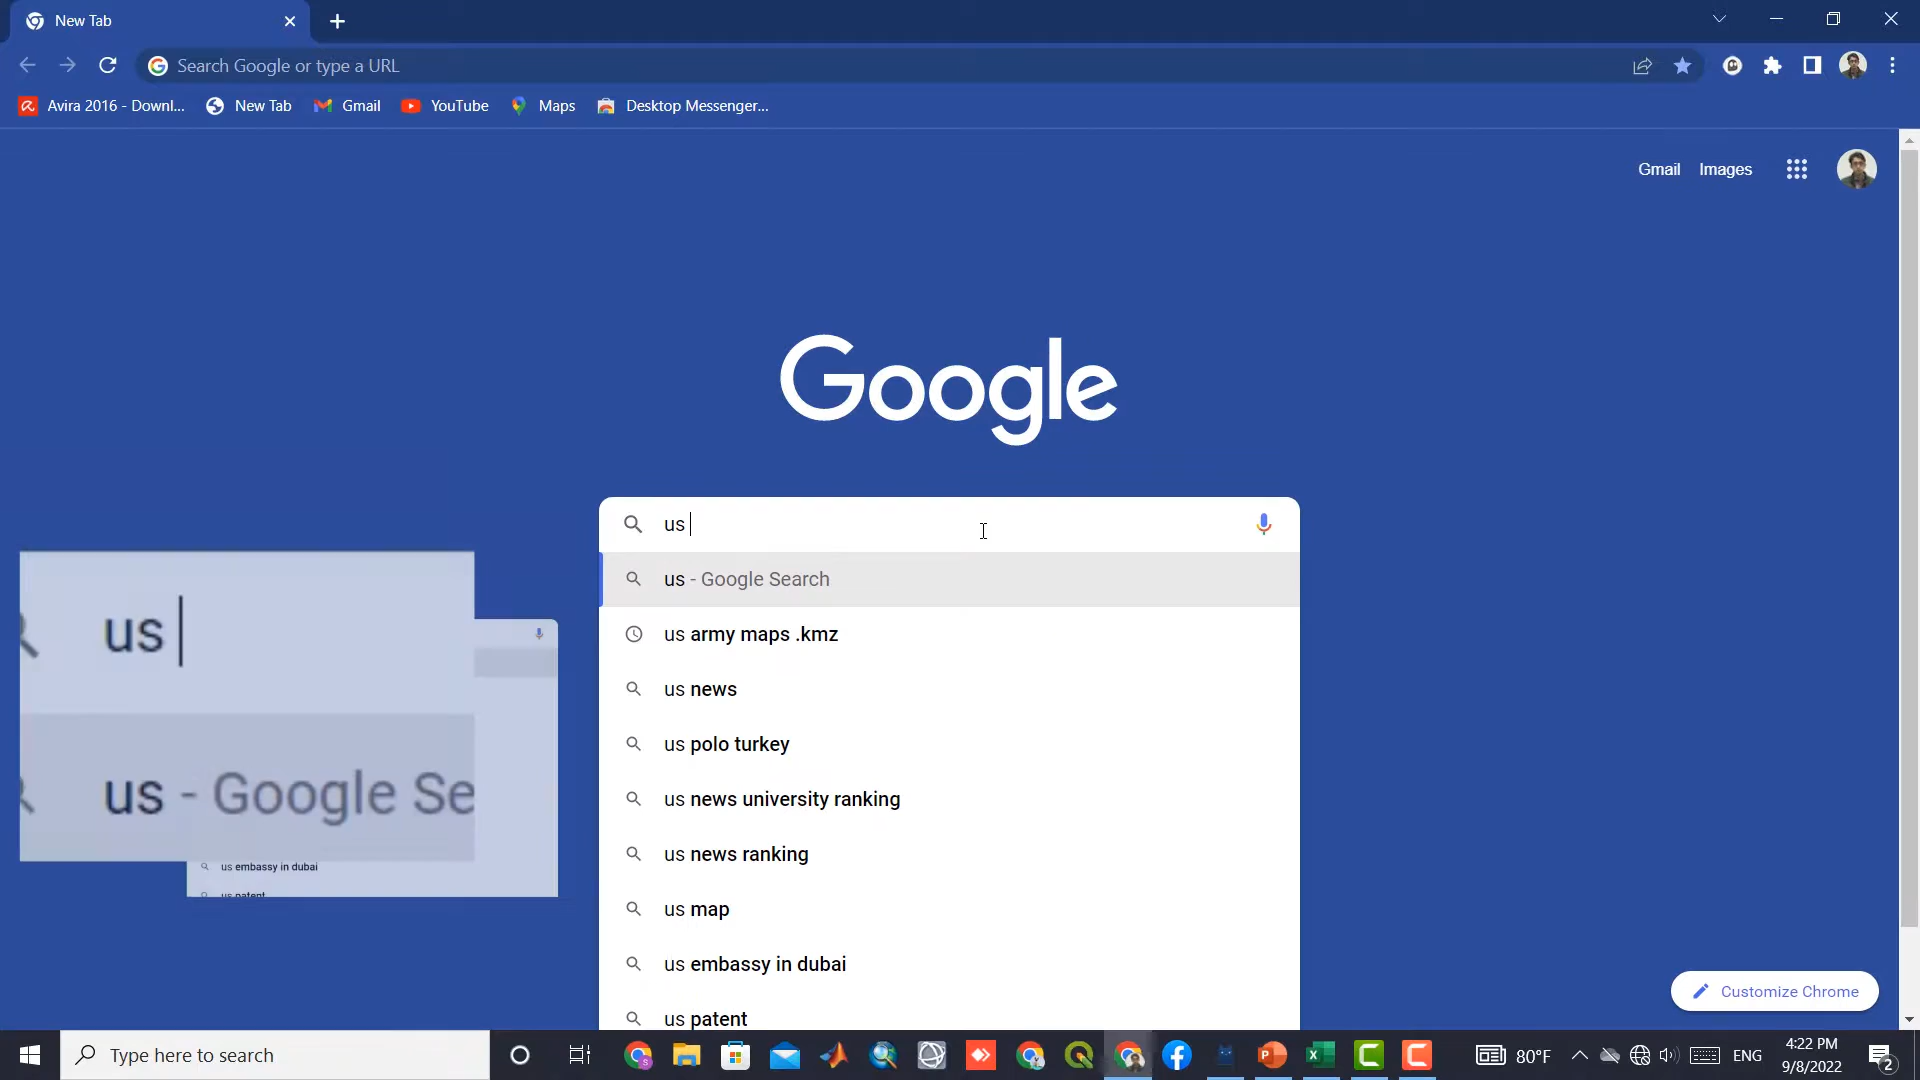 New Tab
Search Google or type a URL
Avira 2016 - Downl... New Tab Gmail YouTube Maps Desktop Messenger...
Gmail Images
Google
us
us - Google Search
us army maps .kmz
us news
us polo turkey
us news university ranking
us news ranking
us map
us embassy in dubai
us patent
us
us - Google Se
us embassy in dubai
us patent
Customize Chrome
Type here to search
80°F ENG 4:22 PM
9/8/2022
2